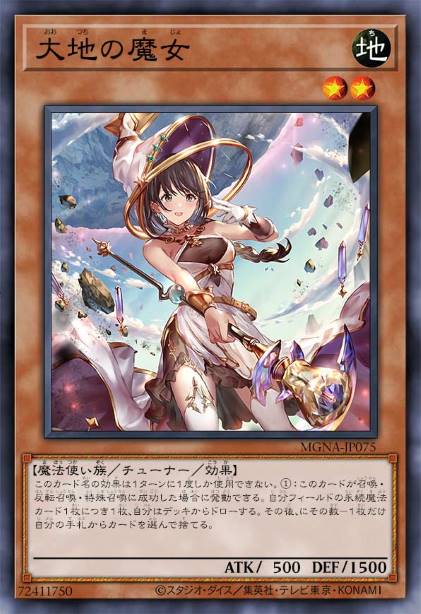 大地の魔女
地
MGNA-JP075
【魔法使い族／チューナー／効果】
このカード名の効果は1ターンに1度しか使用できない。①：このカードが召喚・
反転召喚・特殊召喚に成功した場合に発動できる。自分フィールドの永続魔法
カード1枚につき1枚、自分はデッキからドローする。その後、にその数-1枚だけ
自分の手札からカードを選んで捨てる。
ATK/ 500 DEF/1500
72411750
©スタジオ・ダイス／集英社・テレビ東京・KONAMI